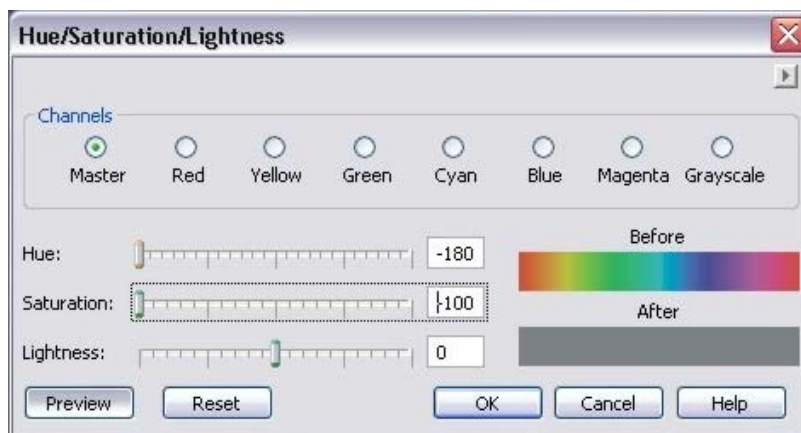 Hue/Saturation/Lightness
Channels
Master Red Yellow Green Cyan Blue Magenta Grayscale
Before
Hue: -180
Saturation: -100
After
Lightness: 0
Preview Reset OK Cancel Help